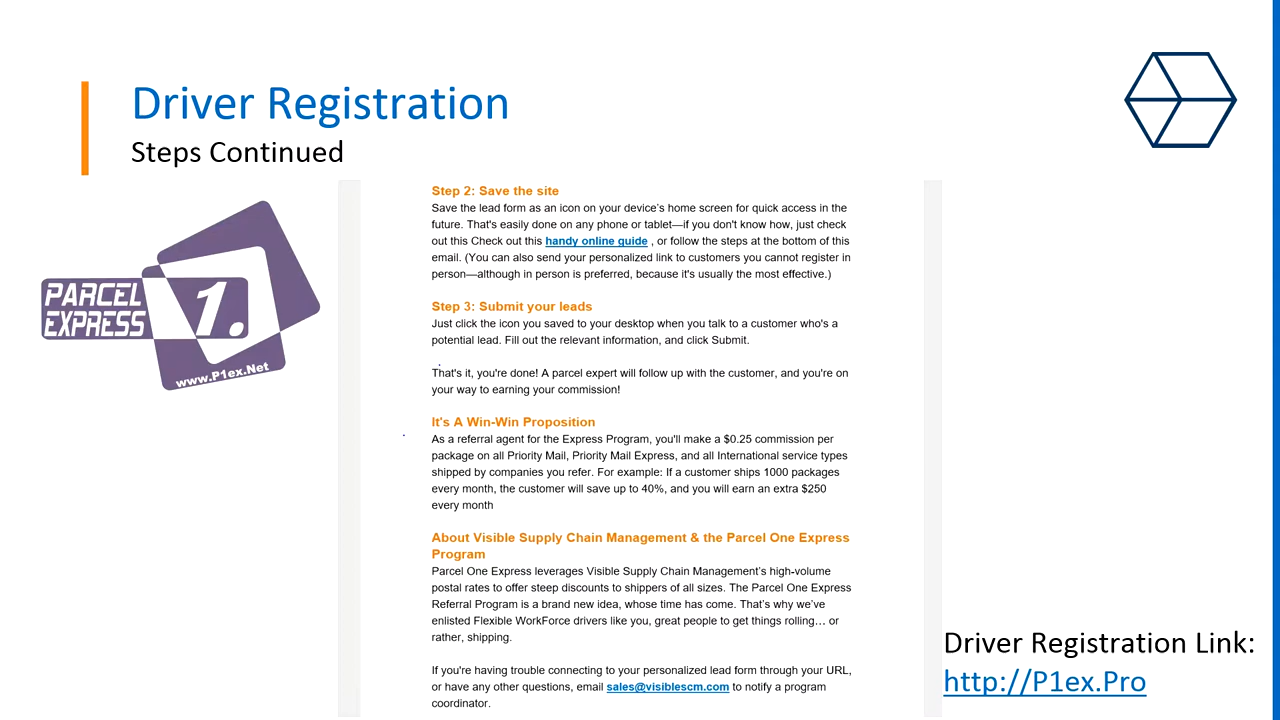 Driver Registration
Steps Continued
PARCEL
EXPRESS
1.
www.P1ex.Net
Step 2: Save the site
Save the lead form as an icon on your device's home screen for quick access in the
future. That's easily done on any phone or tablet—if you don't know how, just check
out this Check out this handy online guide , or follow the steps at the bottom of this
email. (You can also send your personalized link to customers you cannot register in
person—although in person is preferred, because it's usually the most effective.)
Step 3: Submit your leads
Just click the icon you saved to your desktop when you talk to a customer who's a
potential lead. Fill out the relevant information, and click Submit.
That's it, you're done! A parcel expert will follow up with the customer, and you're on
your way to earning your commission!
It's A Win-Win Proposition
As a referral agent for the Express Program, you'll make a $0.25 commission per
package on all Priority Mail, Priority Mail Express, and all International service types
shipped by companies you refer. For example: If a customer ships 1000 packages
every month, the customer will save up to 40%, and you will earn an extra $250
every month
About Visible Supply Chain Management & the Parcel One Express
Program
Parcel One Express leverages Visible Supply Chain Management's high-volume
postal rates to offer steep discounts to shippers of all sizes. The Parcel One Express
Referral Program is a brand new idea, whose time has come. That's why we've
enlisted Flexible WorkForce drivers like you, great people to get things rolling… or
rather, shipping.
If you're having trouble connecting to your personalized lead form through your URL,
or have any other questions, email sales@visiblescm.com to notify a program
coordinator.
Driver Registration Link:
http://P1ex.Pro